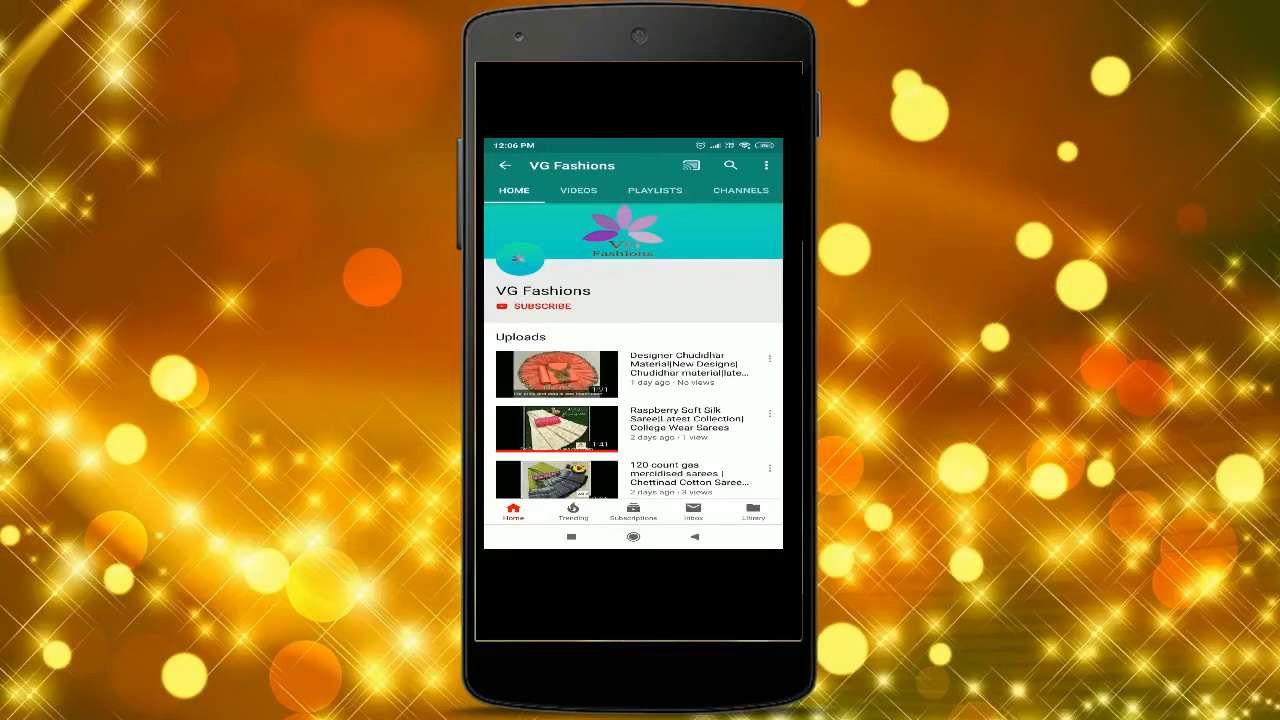 12:06 PM
VG Fashions
HOME VIDEOS PLAYLISTS CHANNELS
VG
Fashions
VG Fashions
SUBSCRIBE
Uploads
Designer Chudidhar
Material|New Designs|
Chudidhar material|late...
1 day ago · No views
1:21
Raspberry Soft Silk
Saree|Latest Collection|
College Wear Sarees
2 days ago · 1 view
1:41
120 count gas
mercidised sarees |
Chettinad Cotton Saree...
2 days ago · 3 views
Home Trending Subscriptions Inbox Library